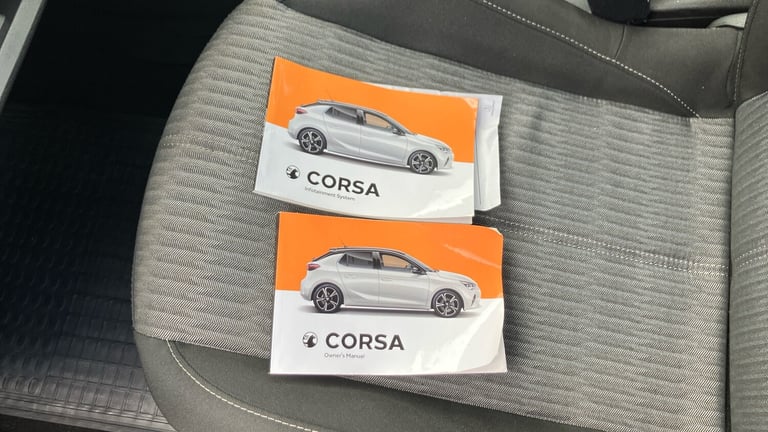 CORSA
Infotainment System
CORSA
Owner's Manual